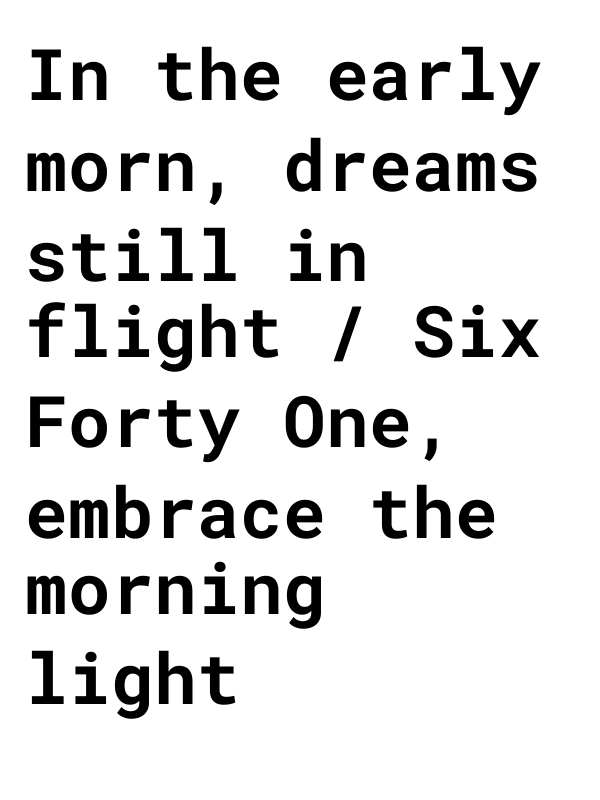 In the early
morn, dreams
still in
flight / Six
Forty One,
embrace the
morning
light